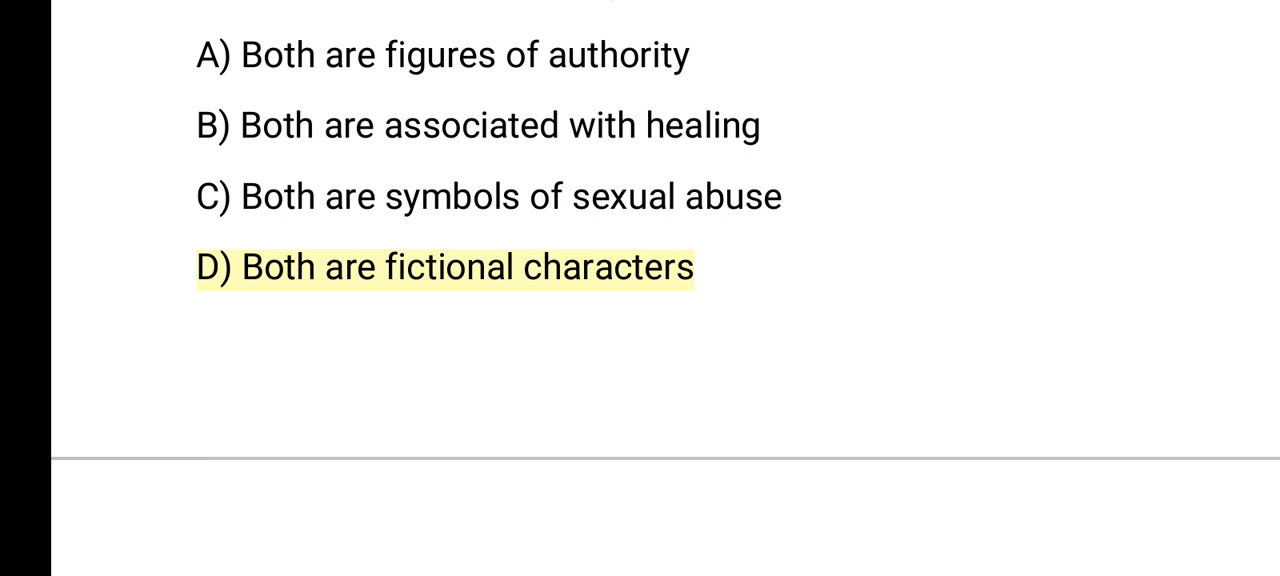 A) Both are figures of authority
B) Both are associated with healing
C) Both are symbols of sexual abuse
D) Both are fictional characters